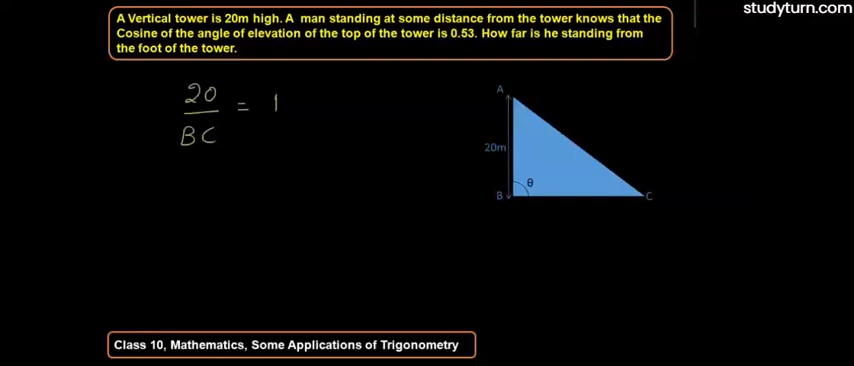 studyturn.com
A Vertical tower is 20m high. A man standing at some distance from the tower knows that the
Cosine of the angle of elevation of the top of the tower is 0.53. How far is he standing from
the foot of the tower.
20
BC
= 1
A
20m
θ
B
C
Class 10, Mathematics, Some Applications of Trigonometry